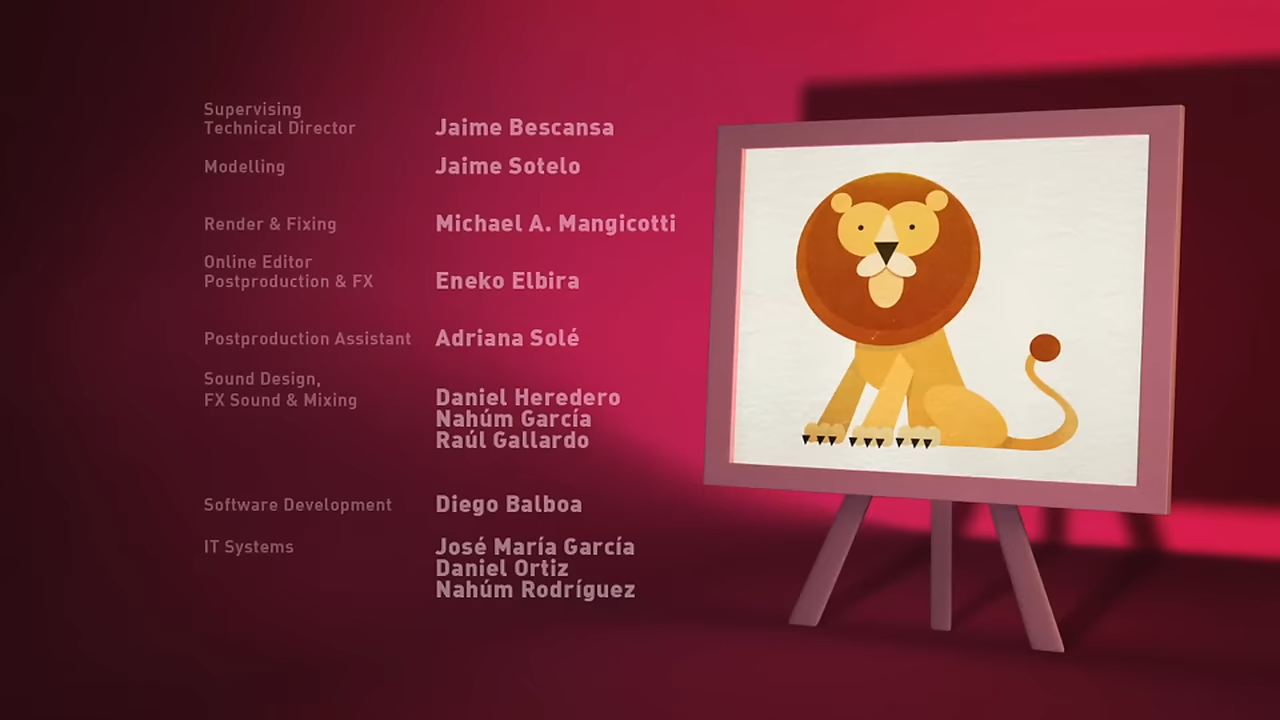 Supervising
Technical Director Jaime Bescansa
Modelling Jaime Sotelo
Render & Fixing Michael A. Mangicotti
Online Editor
Postproduction & FX Eneko Elbira
Postproduction Assistant Adriana Solé
Sound Design,
FX Sound & Mixing Daniel Heredero
Nahúm García
Raúl Gallardo
Software Development Diego Balboa
IT Systems José María García
Daniel Ortiz
Nahúm Rodríguez